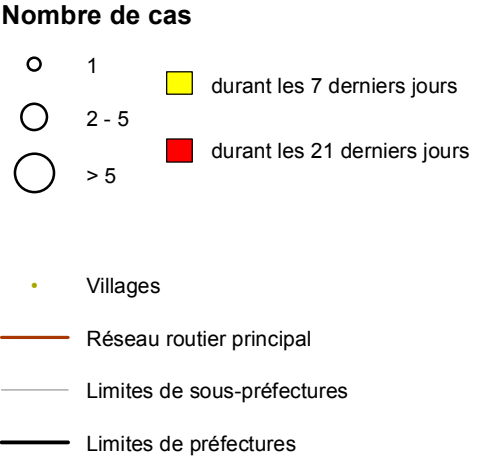 Nombre de cas
1
durant les 7 derniers jours
2 - 5
durant les 21 derniers jours
> 5
Villages
Réseau routier principal
Limites de sous-préfectures
Limites de préfectures